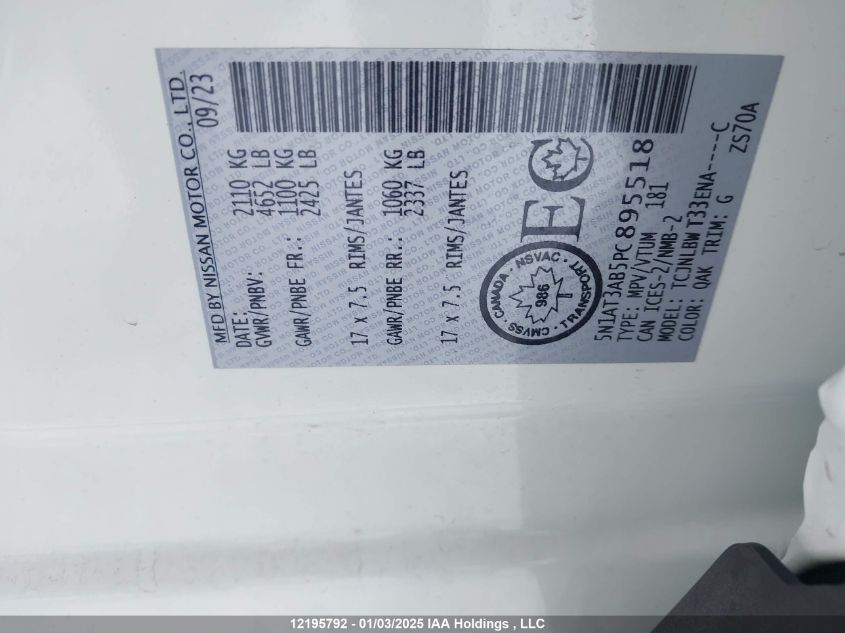 MFD BY NISSAN MOTOR CO., LTD.
DATE: 09/23
GVWR/PNBV: 2110 KG
4652 LB
GAWR/PNBE FR.: 1100 KG
2425 LB
17 X 7.5 RIMS/JANTES
GAWR/PNBE RR.: 1060 KG
2337 LB
17 X 7.5 RIMS/JANTES
CANADA · NSVAC · TRANSPORT · CMVSS ·
986
T
EC
5N1AT3AB5PC895518
TYPE: MPV/VTUM 181
CAN ICES-2/NMB-2
MODEL: TCJNLBW T33ENA----C
COLOR: QAK TRIM: G ZS70A
12195792 - 01/03/2025 IAA Holdings , LLC